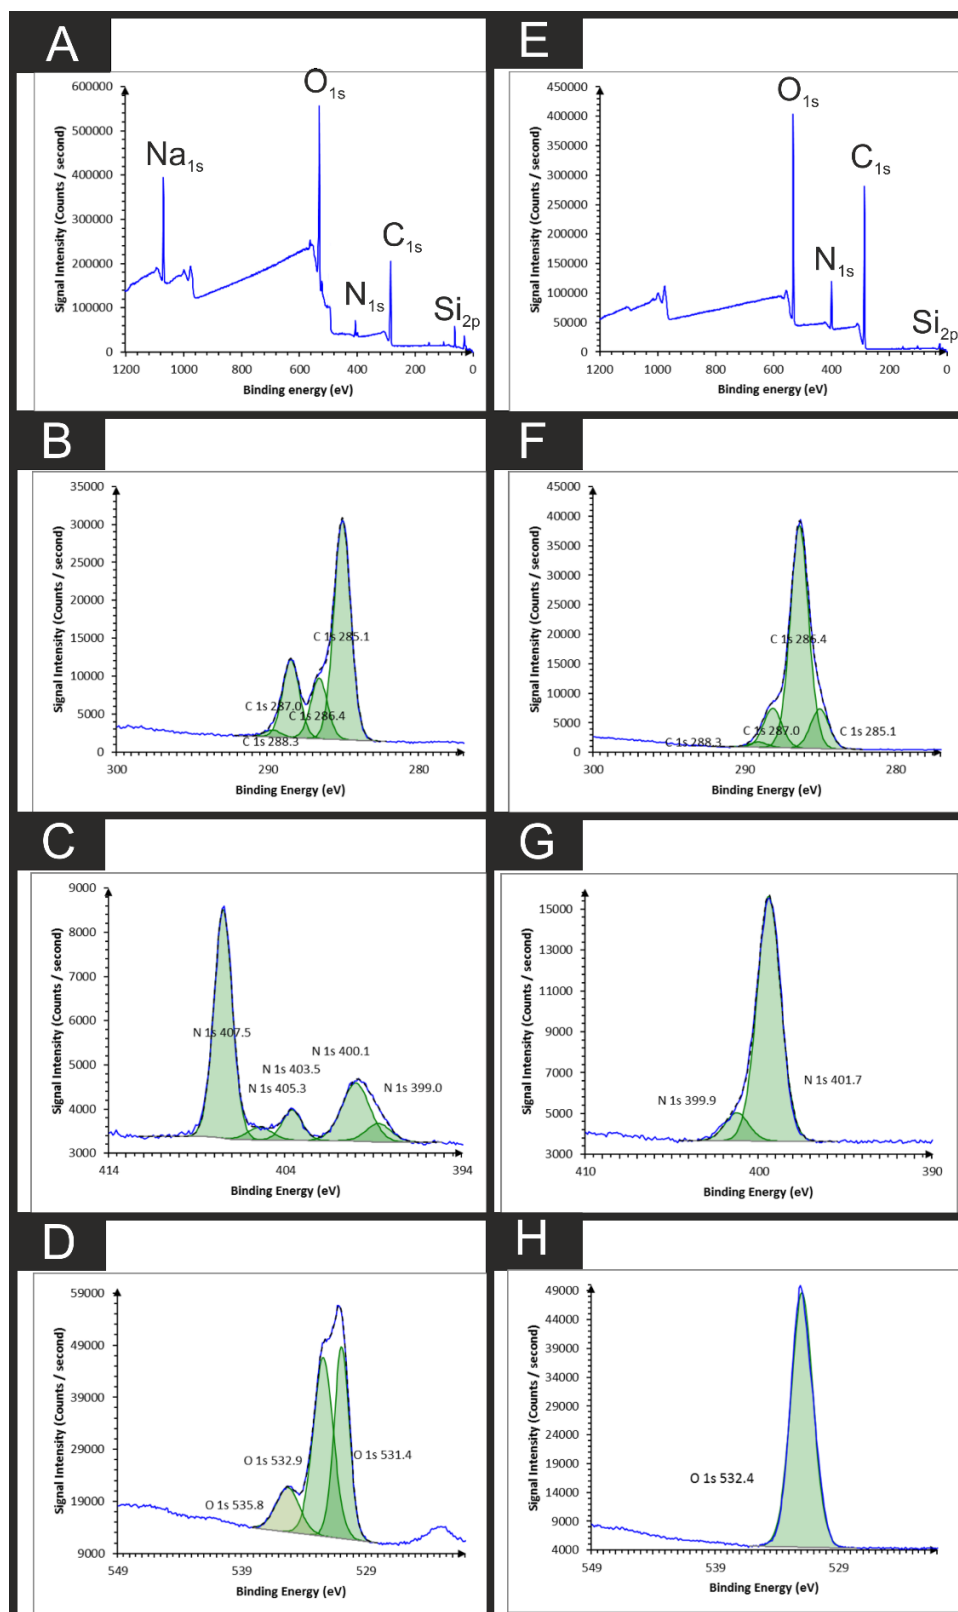 A
Signal Intensity (Counts / second)
600000
500000
400000
300000
200000
100000
0
1200 1000 800 600 400 200 0
Binding energy (eV)
Na1s
O1s
N1s
C1s
Si2p
E
Signal Intensity (Counts / second)
450000
400000
350000
300000
250000
200000
150000
100000
50000
0
1200 1000 800 600 400 200 0
Binding energy (eV)
O1s
C1s
N1s
Si2p
B
Signal Intensity (Counts / second)
35000
30000
25000
20000
15000
10000
5000
0
300 290 280
Binding Energy (eV)
C 1s 285.1
C 1s 287.0
C 1s 286.4
C 1s 288.3
F
Signal Intensity (Counts / second)
45000
40000
35000
30000
25000
20000
15000
10000
5000
0
300 290 280
Binding Energy (eV)
C 1s 286.4
C 1s 287.0
C 1s 285.1
C 1s 288.3
C
Signal Intensity (Counts / second)
9000
8000
7000
6000
5000
4000
3000
414 404 394
Binding Energy (eV)
N 1s 407.5
N 1s 400.1
N 1s 403.5
N 1s 405.3
N 1s 399.0
G
Signal Intensity (Counts / second)
15000
13000
11000
9000
7000
5000
3000
410 400 390
Binding Energy (eV)
N 1s 399.9
N 1s 401.7
D
Signal Intensity (Counts / second)
59000
49000
39000
29000
19000
9000
549 539 529
Binding Energy (eV)
O 1s 532.9
O 1s 531.4
O 1s 535.8
H
Signal Intensity (Counts / second)
49000
44000
39000
34000
29000
24000
19000
14000
9000
4000
549 539 529
Binding Energy (eV)
O 1s 532.4